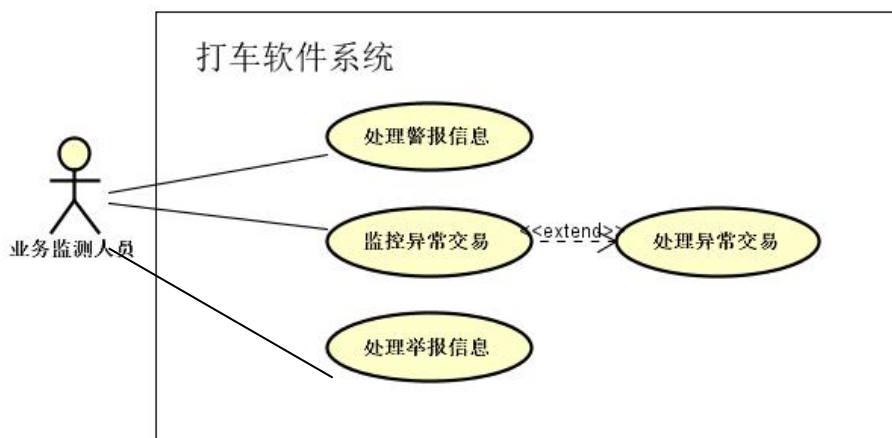 打车软件系统
处理警报信息
业务监测人员
监控异常交易
<<extend>>
处理异常交易
处理举报信息